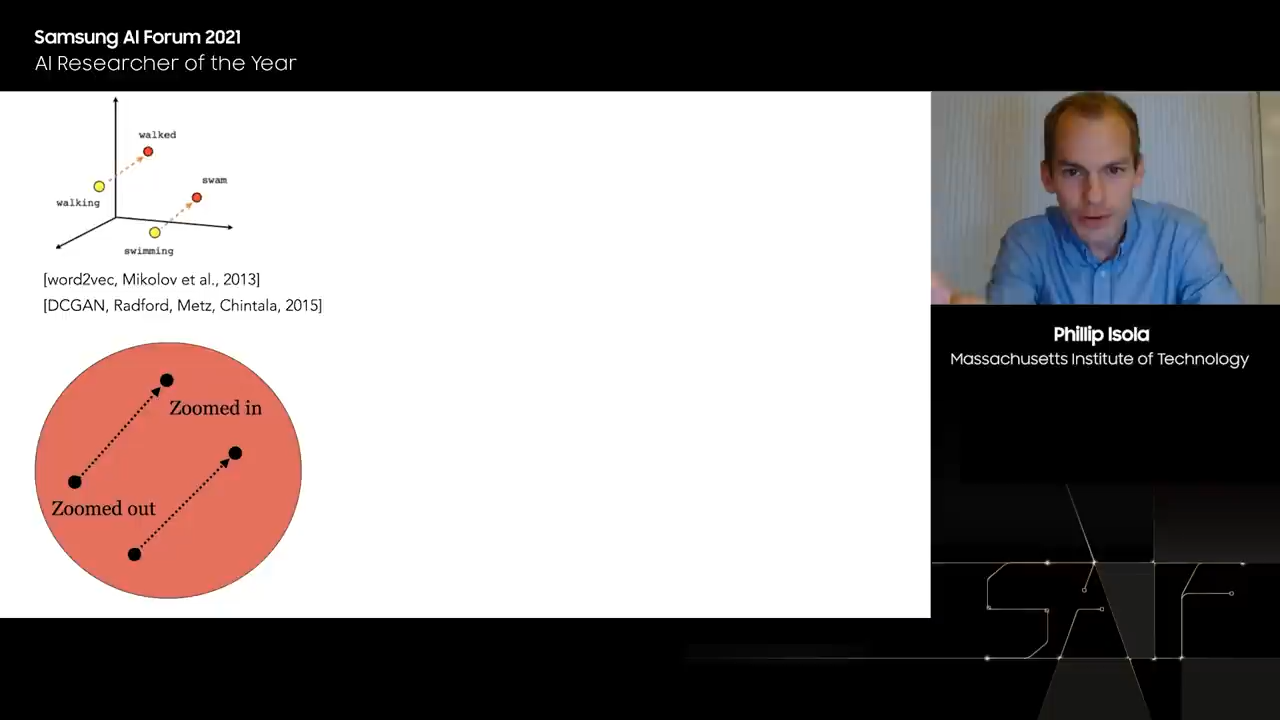 Samsung AI Forum 2021
AI Researcher of the Year
walked
swam
walking
swimming
[word2vec, Mikolov et al., 2013]
[DCGAN, Radford, Metz, Chintala, 2015]
Zoomed in
Zoomed out
Phillip Isola
Massachusetts Institute of Technology
SAF